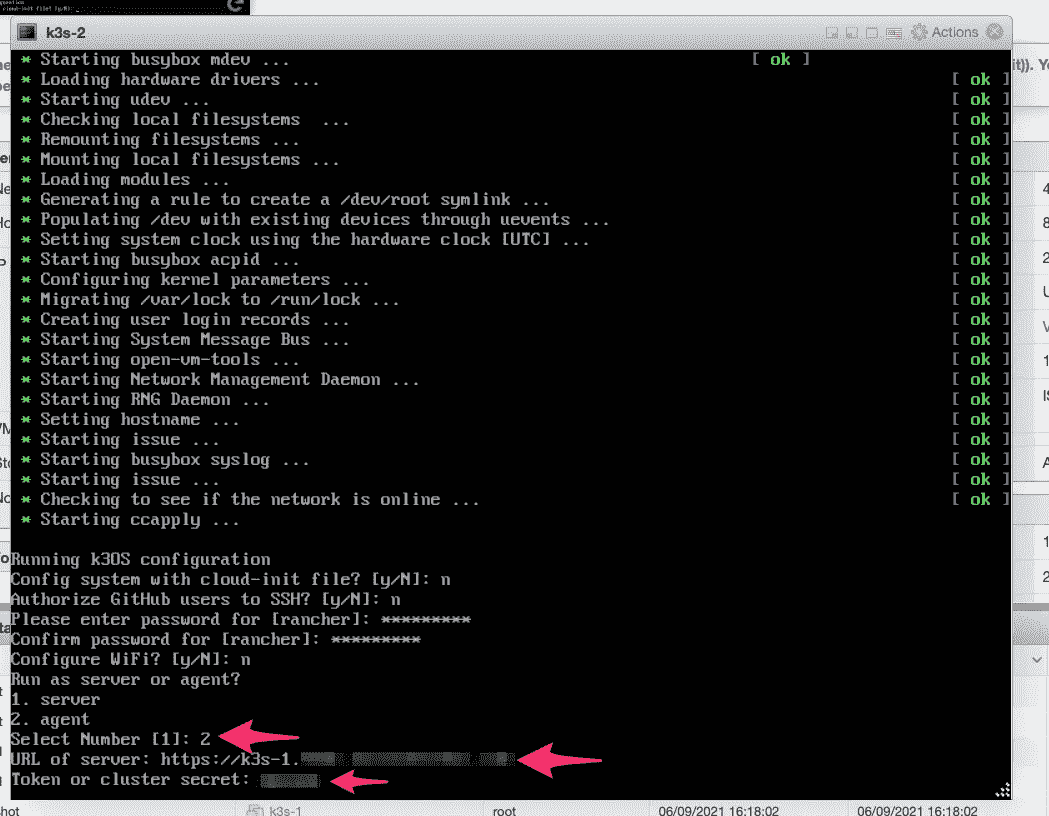 k3s-2
Actions
* Starting busybox mdev ... [ ok ]
* Loading hardware drivers ... [ ok ]
* Starting udev ... [ ok ]
* Checking local filesystems ... [ ok ]
* Remounting filesystems ... [ ok ]
* Mounting local filesystems ... [ ok ]
* Loading modules ... [ ok ]
* Generating a rule to create a /dev/root symlink ... [ ok ]
* Populating /dev with existing devices through uevents ... [ ok ]
* Setting system clock using the hardware clock [UTC] ... [ ok ]
* Starting busybox acpid ... [ ok ]
* Configuring kernel parameters ... [ ok ]
* Migrating /var/lock to /run/lock ... [ ok ]
* Creating user login records ... [ ok ]
* Starting System Message Bus ... [ ok ]
* Starting open-vm-tools ... [ ok ]
* Starting Network Management Daemon ... [ ok ]
* Starting RNG Daemon ... [ ok ]
* Setting hostname ... [ ok ]
* Starting issue ... [ ok ]
* Starting busybox syslog ... [ ok ]
* Starting issue ... [ ok ]
* Checking to see if the network is online ... [ ok ]
* Starting ccapply ...
Running k3OS configuration
Config system with cloud-init file? [y/N]: n
Authorize GitHub users to SSH? [y/N]: n
Please enter password for [rancher]: *********
Confirm password for [rancher]: *********
Configure WiFi? [y/N]: n
Run as server or agent?
1. server
2. agent
Select Number [1]: 2
URL of server: https://k3s-1.
Token or cluster secret:
k3s-1 root 06/09/2021 16:18:02 06/09/2021 16:18:02